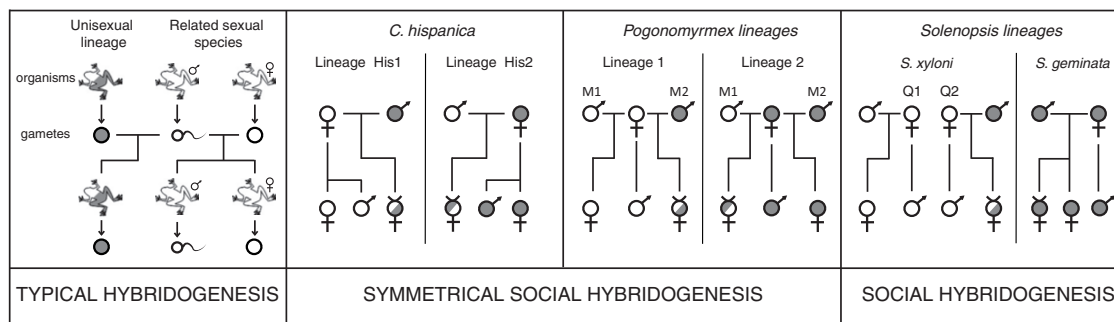 Unisexual
lineage
Related sexual
species
organisms
♂
♀
gametes
♂
♀
TYPICAL HYBRIDOGENESIS
C. hispanica
Lineage His1
Lineage His2
Pogonomyrmex lineages
Lineage 1
Lineage 2
M1
M2
M1
M2
SYMMETRICAL SOCIAL HYBRIDOGENESIS
Solenopsis lineages
S. xyloni
S. geminata
Q1
Q2
SOCIAL HYBRIDOGENESIS